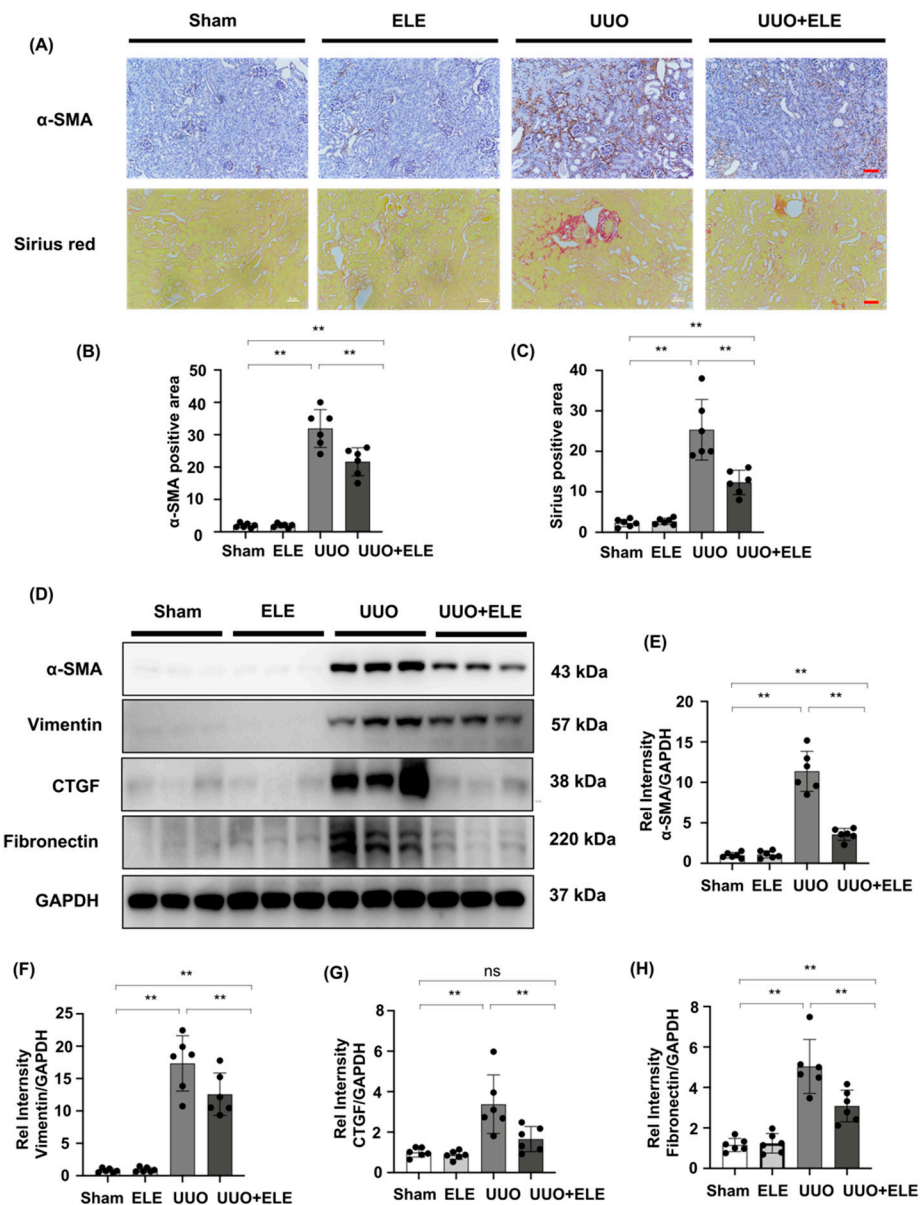 Sham ELE UUO UUO+ELE
(A)
α-SMA
Sirius red
(B)
** 
** **
α-SMA positive area
50
40
30
20
10
0
Sham ELE UUO UUO+ELE
(C)
**
** **
Sirius positive area
40
30
20
10
0
Sham ELE UUO UUO+ELE
(D)
Sham ELE UUO UUO+ELE
α-SMA 43 kDa
Vimentin 57 kDa
CTGF 38 kDa
Fibronectin 220 kDa
GAPDH 37 kDa
(E)
**
** **
Rel Internsity
α-SMA/GAPDH
20
15
10
5
0
Sham ELE UUO UUO+ELE
(F)
**
** **
Rel Internsity
Vimentin/GAPDH
25
20
15
10
5
0
Sham ELE UUO UUO+ELE
(G)
ns
** **
Rel Internsity
CTGF/GAPDH
8
6
4
2
0
Sham ELE UUO UUO+ELE
(H)
**
** **
Rel Internsity
Fibronectin/GAPDH
8
6
4
2
0
Sham ELE UUO UUO+ELE